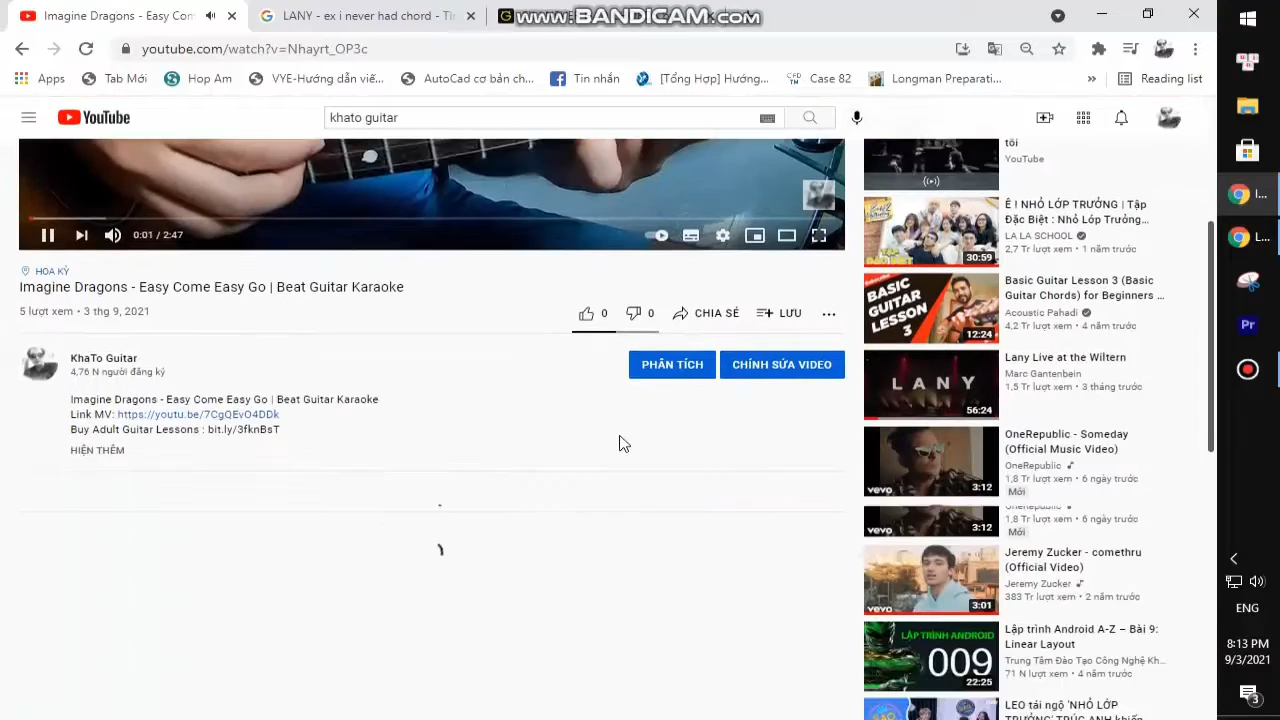 Imagine Dragons - Easy Com
LANY - ex i never had chord - T
www.BANDICAM.com
youtube.com/watch?v=Nhayrt_OP3c
Apps
Tab Mới
Hop Am
VYE-Hướng dẫn viế...
AutoCad cơ bản ch...
Tin nhắn
[Tổng Hợp] Hướng...
Case 82
Longman Preparati...
»
Reading list
YouTube
khato guitar
0:01 / 2:47
HOA KỲ
Imagine Dragons - Easy Come Easy Go | Beat Guitar Karaoke
5 lượt xem • 3 thg 9, 2021
0
0
CHIA SẺ
LƯU
KhaTo Guitar
4,76 N người đăng ký
PHÂN TÍCH
CHỈNH SỬA VIDEO
Imagine Dragons - Easy Come Easy Go | Beat Guitar Karaoke
Link MV: https://youtu.be/7CgQEvO4DDk
Buy Adult Guitar Lessons : bit.ly/3fknBsT
HIỆN THÊM
tôi
YouTube
Ê ! NHỎ LỚP TRƯỞNG | Tập
Đặc Biệt : Nhỏ Lớp Trưởng...
LA LA SCHOOL
2,7 Tr lượt xem • 1 năm trước
30:59
Basic Guitar Lesson 3 (Basic
Guitar Chords) for Beginners ...
Acoustic Pahadi
4,2 Tr lượt xem • 4 năm trước
BASIC
GUITAR
LESSON
3
12:24
Lany Live at the Wiltern
Marc Gantenbein
1,5 Tr lượt xem • 3 tháng trước
LANY
56:24
OneRepublic - Someday
(Official Music Video)
OneRepublic
1,8 Tr lượt xem • 6 ngày trước
Mới
vevo
3:12
OneRepublic
1,8 Tr lượt xem • 6 ngày trước
Mới
vevo
3:12
Jeremy Zucker - comethru
(Official Video)
Jeremy Zucker
383 Tr lượt xem • 2 năm trước
vevo
3:01
Lập trình Android A-Z – Bài 9:
Linear Layout
Trung Tâm Đào Tạo Công Nghệ Kh...
71 N lượt xem • 4 năm trước
LẬP TRÌNH ANDROID
009
22:25
LEO tái ngộ 'NHỎ LỚP
TRƯỞNG' TRÚC ANH khiến
I...
L...
Pr
ENG
8:13 PM
9/3/2021
3